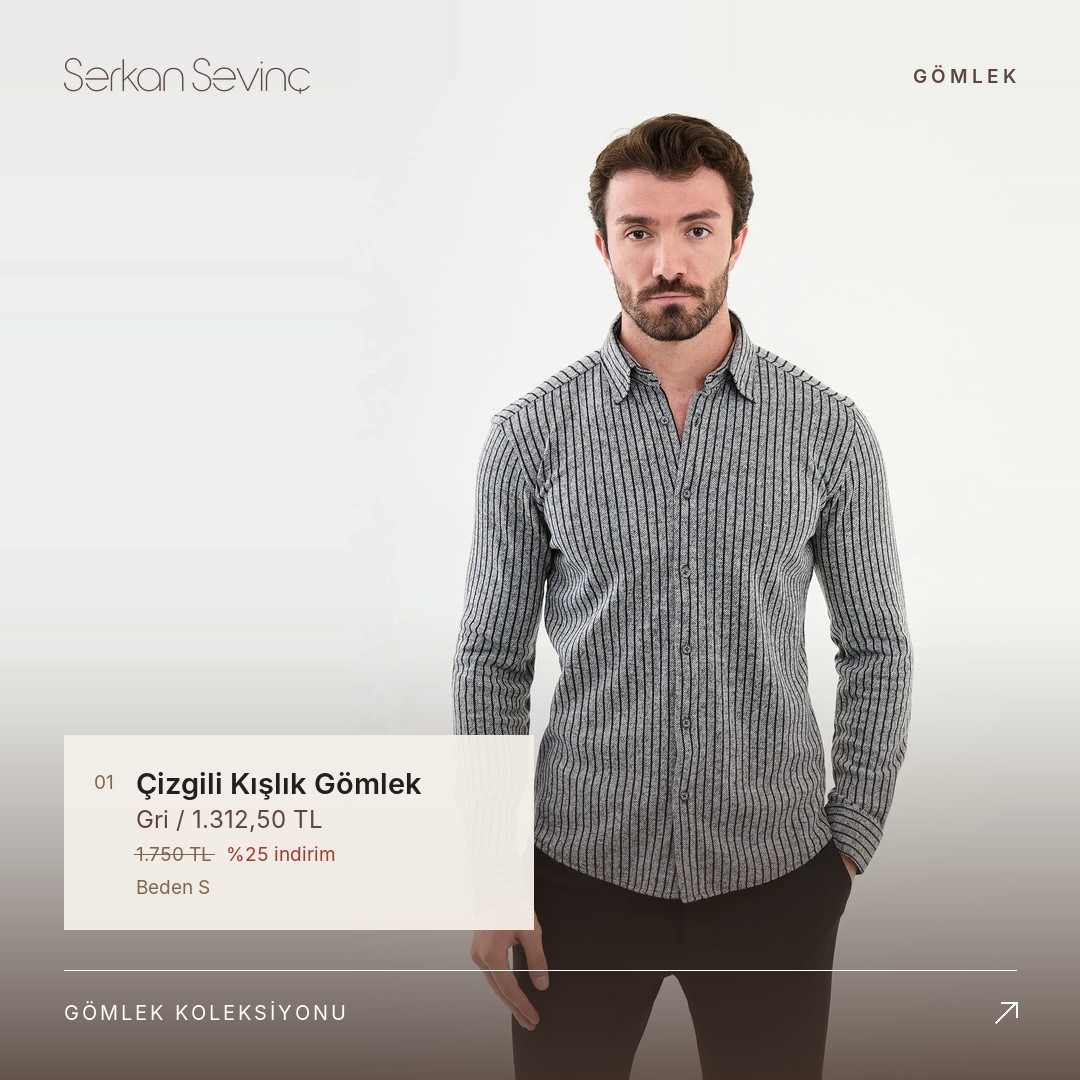 Serkan Sevinç
GÖMLEK
01
Çizgili Kışlık Gömlek
Gri / 1.312,50 TL
1.750 TL %25 indirim
Beden S
GÖMLEK KOLEKSİYONU